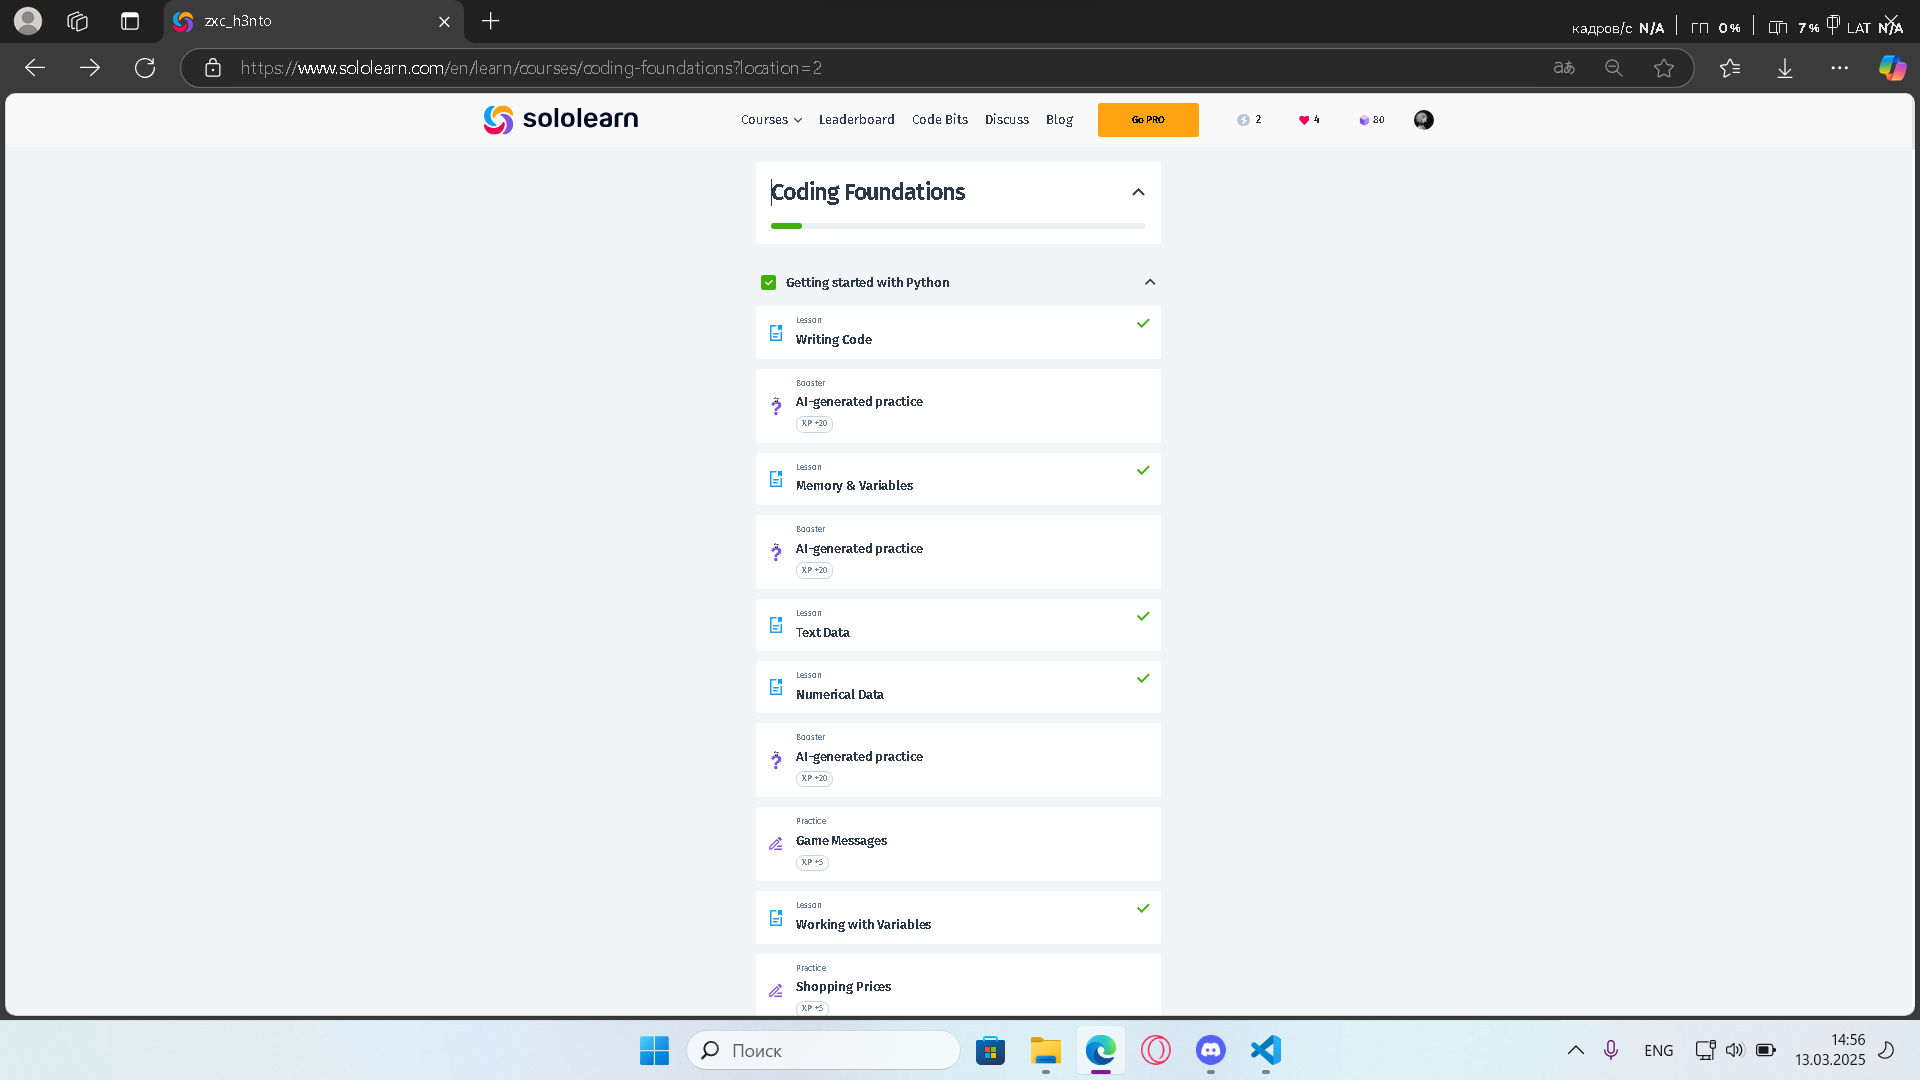 zxc_h3nto
кадров/с N/A ГП 0% ЦП 7% LAT N/A
https://www.sololearn.com/en/learn/courses/coding-foundations?location=2
sololearn
Courses Leaderboard Code Bits Discuss Blog Go PRO 2 4 80
Coding Foundations
Getting started with Python
Lesson
Writing Code
Booster
AI-generated practice
XP +20
Lesson
Memory & Variables
Booster
AI-generated practice
XP +20
Lesson
Text Data
Lesson
Numerical Data
Booster
AI-generated practice
XP +20
Practice
Game Messages
XP +5
Lesson
Working with Variables
Practice
Shopping Prices
XP +5
Поиск
ENG
14:56
13.03.2025